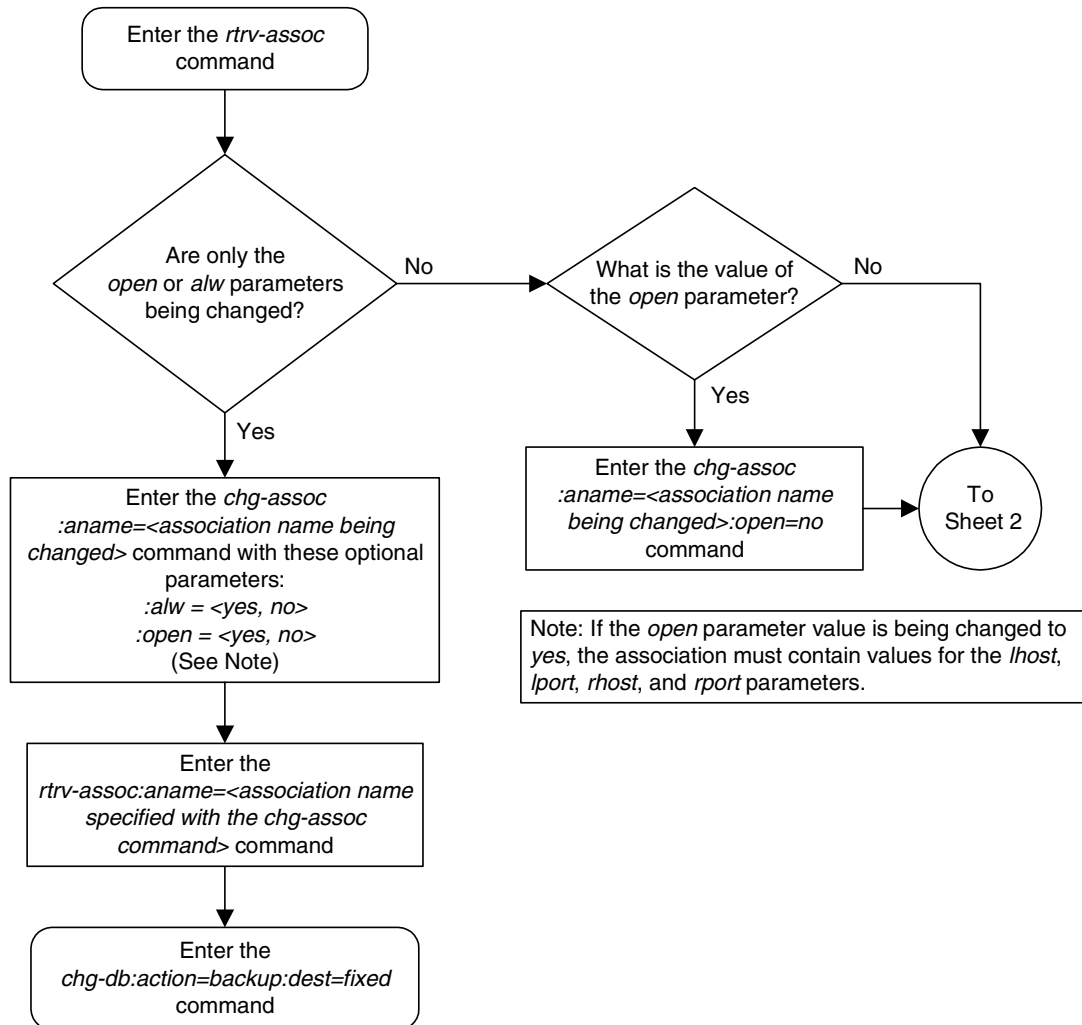 Enter the rtrv-assoc
command
Are only the
open or alw parameters
being changed?
No
What is the value of
the open parameter?
No
Yes
Yes
Enter the chg-assoc
:aname=<association name being
changed> command with these optional
parameters:
:alw = <yes, no>
:open = <yes, no>
(See Note)
Enter the chg-assoc
:aname=<association name
being changed>:open=no
command
To
Sheet 2
Note: If the open parameter value is being changed to
yes, the association must contain values for the lhost,
lport, rhost, and rport parameters.
Enter the
rtrv-assoc:aname=<association name
specified with the chg-assoc
command> command
Enter the
chg-db:action=backup:dest=fixed
command